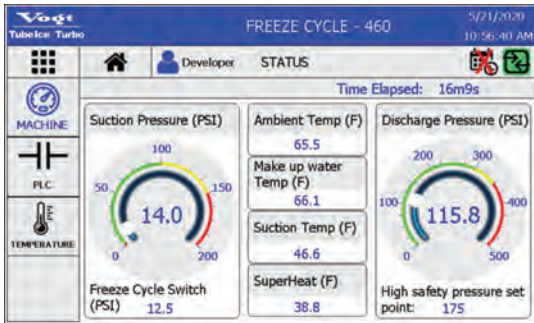 Vogt
Tubeice Turbo
FREEZE CYCLE - 460
5/21/2020
10:56:40 AM
Developer
STATUS
Time Elapsed: 16m9s
MACHINE
PLC
TEMPERATURE
Suction Pressure (PSI)
100
50
150
14.0
0
200
Freeze Cycle Switch
(PSI) 12.5
Ambient Temp (F)
65.5
Make up water
Temp (F)
66.1
Suction Temp (F)
46.6
SuperHeat (F)
38.8
Discharge Pressure (PSI)
200
300
100
400
115.8
0
500
High safety pressure set
point: 175